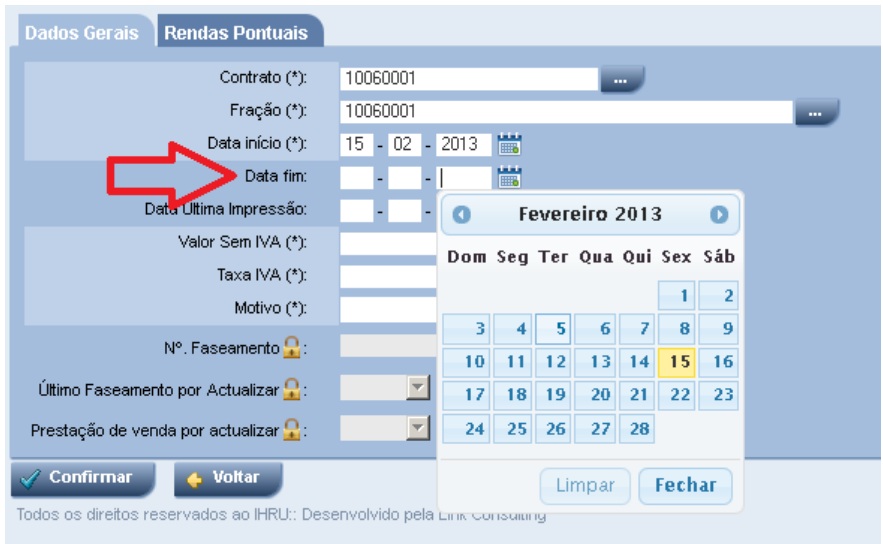 Dados Gerais Rendas Pontuais
Contrato (*): 10060001 ...
Fração (*): 10060001 ...
Data início (*): 15 - 02 - 2013
Data fim: - -
Data Última Impressão: - -
Valor Sem IVA (*):
Taxa IVA (*):
Motivo (*):
Nº. Faseamento :
Último Faseamento por Actualizar :
Prestação de venda por actualizar :
Fevereiro 2013
Dom Seg Ter Qua Qui Sex Sáb
1 2
3 4 5 6 7 8 9
10 11 12 13 14 15 16
17 18 19 20 21 22 23
24 25 26 27 28
Limpar Fechar
Confirmar Voltar
Todos os direitos reservados ao IHRU:: Desenvolvido pela Link Consulting